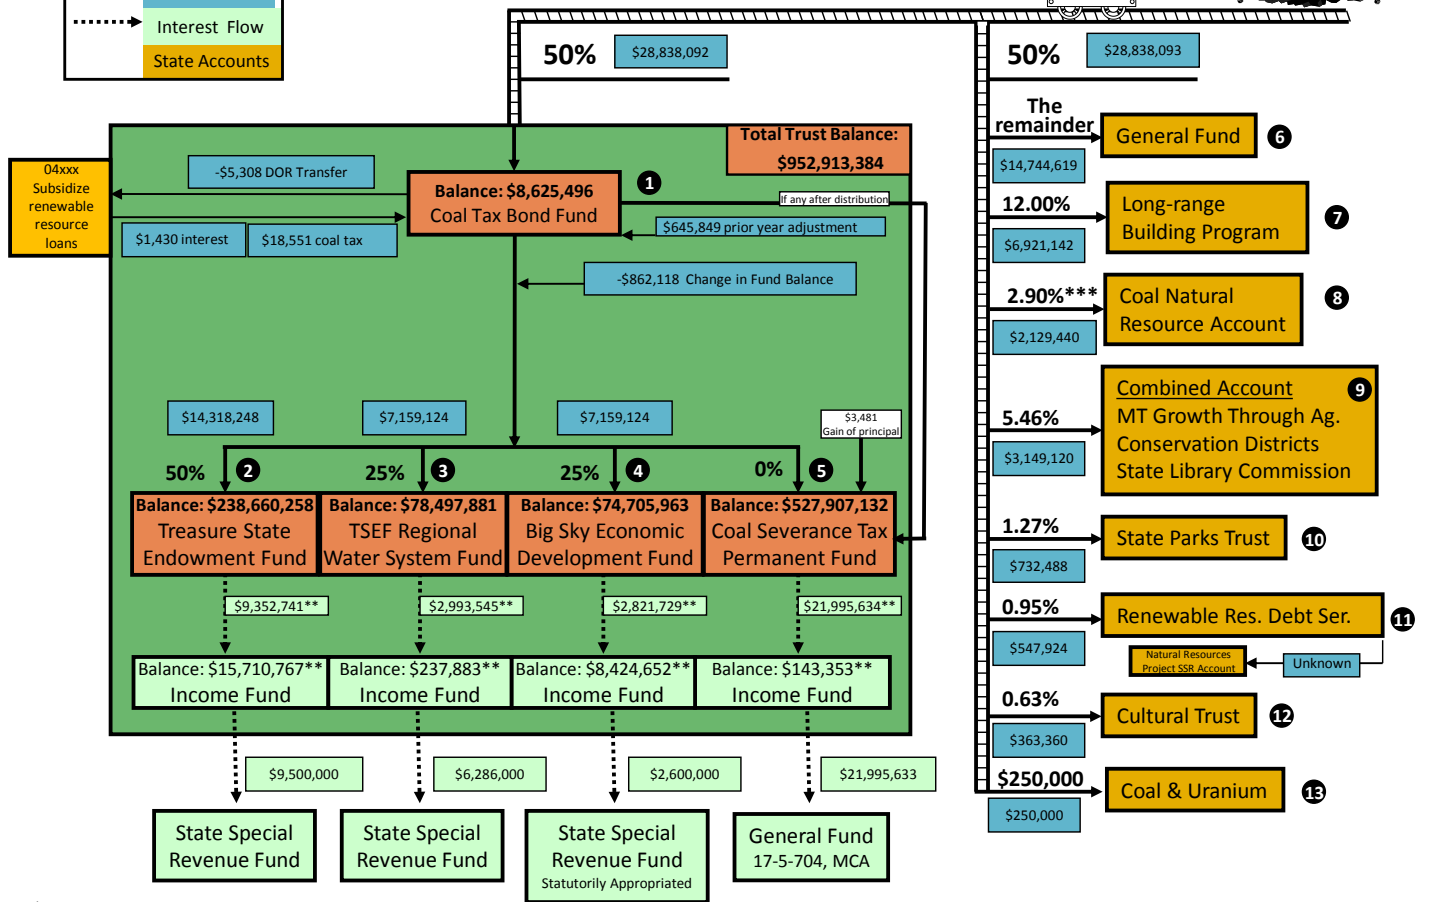 Interest Flow
State Accounts
50%
$28,838,092
50%
$28,838,093
Total Trust Balance:
$952,913,384
04xxx
Subsidize
renewable
resource
loans
-$5,308 DOR Transfer
$1,430 interest
$18,551 coal tax
Balance: $8,625,496
Coal Tax Bond Fund
1
If any after distribution
$645,849 prior year adjustment
-$862,118 Change in Fund Balance
$14,318,248
$7,159,124
$7,159,124
$3,481
Gain of principal
50%
2
25%
3
25%
4
0%
5
Balance: $238,660,258
Treasure State
Endowment Fund
Balance: $78,497,881
TSEF Regional
Water System Fund
Balance: $74,705,963
Big Sky Economic
Development Fund
Balance: $527,907,132
Coal Severance Tax
Permanent Fund
$9,352,741**
$2,993,545**
$2,821,729**
$21,995,634**
Balance: $15,710,767**
Income Fund
Balance: $237,883**
Income Fund
Balance: $8,424,652**
Income Fund
Balance: $143,353**
Income Fund
$9,500,000
$6,286,000
$2,600,000
$21,995,633
State Special
Revenue Fund
State Special
Revenue Fund
State Special
Revenue Fund
Statutorily Appropriated
General Fund
17-5-704, MCA
The
remainder
$14,744,619
General Fund
6
12.00%
$6,921,142
Long-range
Building Program
7
2.90%***
$2,129,440
Coal Natural
Resource Account
8
5.46%
$3,149,120
Combined Account
9
MT Growth Through Ag.
Conservation Districts
State Library Commission
1.27%
$732,488
State Parks Trust
10
0.95%
$547,924
Renewable Res. Debt Ser.
11
Natural Resources
Project SSR Account
Unknown
0.63%
$363,360
Cultural Trust
12
$250,000
$250,000
Coal & Uranium
13